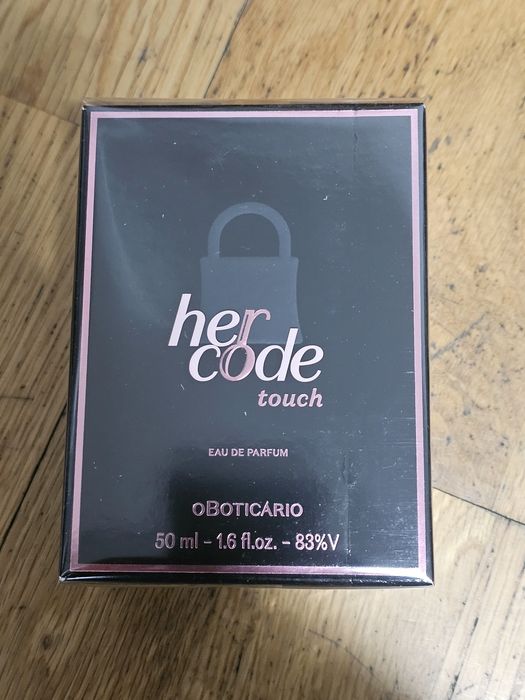 her
code
touch
EAU DE PARFUM
oBOTICÁRIO
50 ml - 1.6 fl.oz. - 83%V